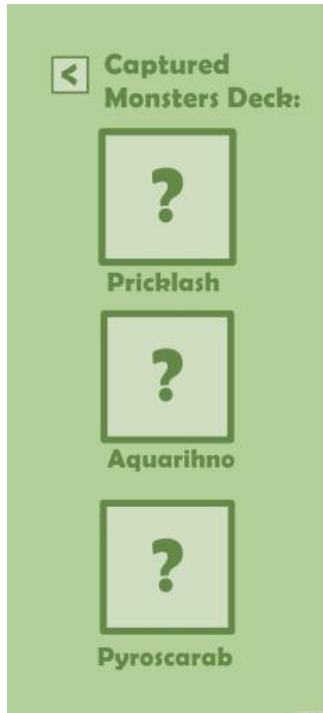 <
Captured
Monsters Deck:
?
Pricklash
?
Aquarihno
?
Pyroscarab